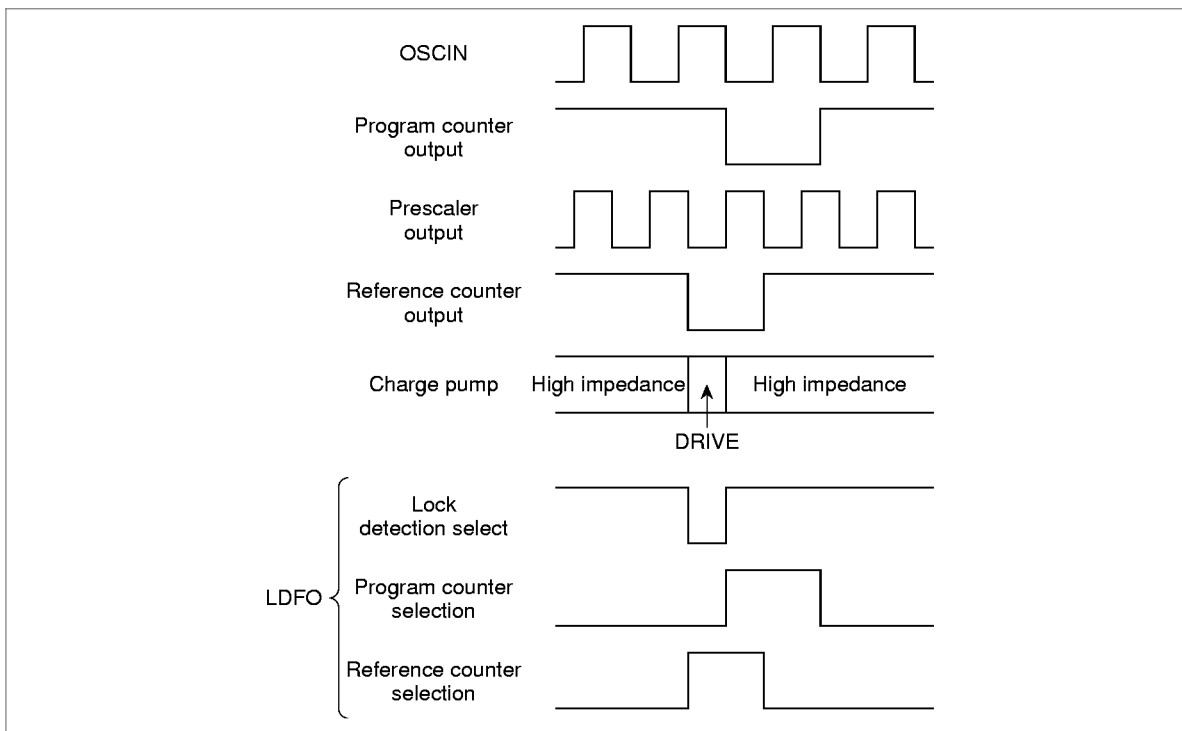 OSCIN
Program counter
output
Prescaler
output
Reference counter
output
Charge pump
High impedance
High impedance
DRIVE
LDFO
Lock
detection select
Program counter
selection
Reference counter
selection